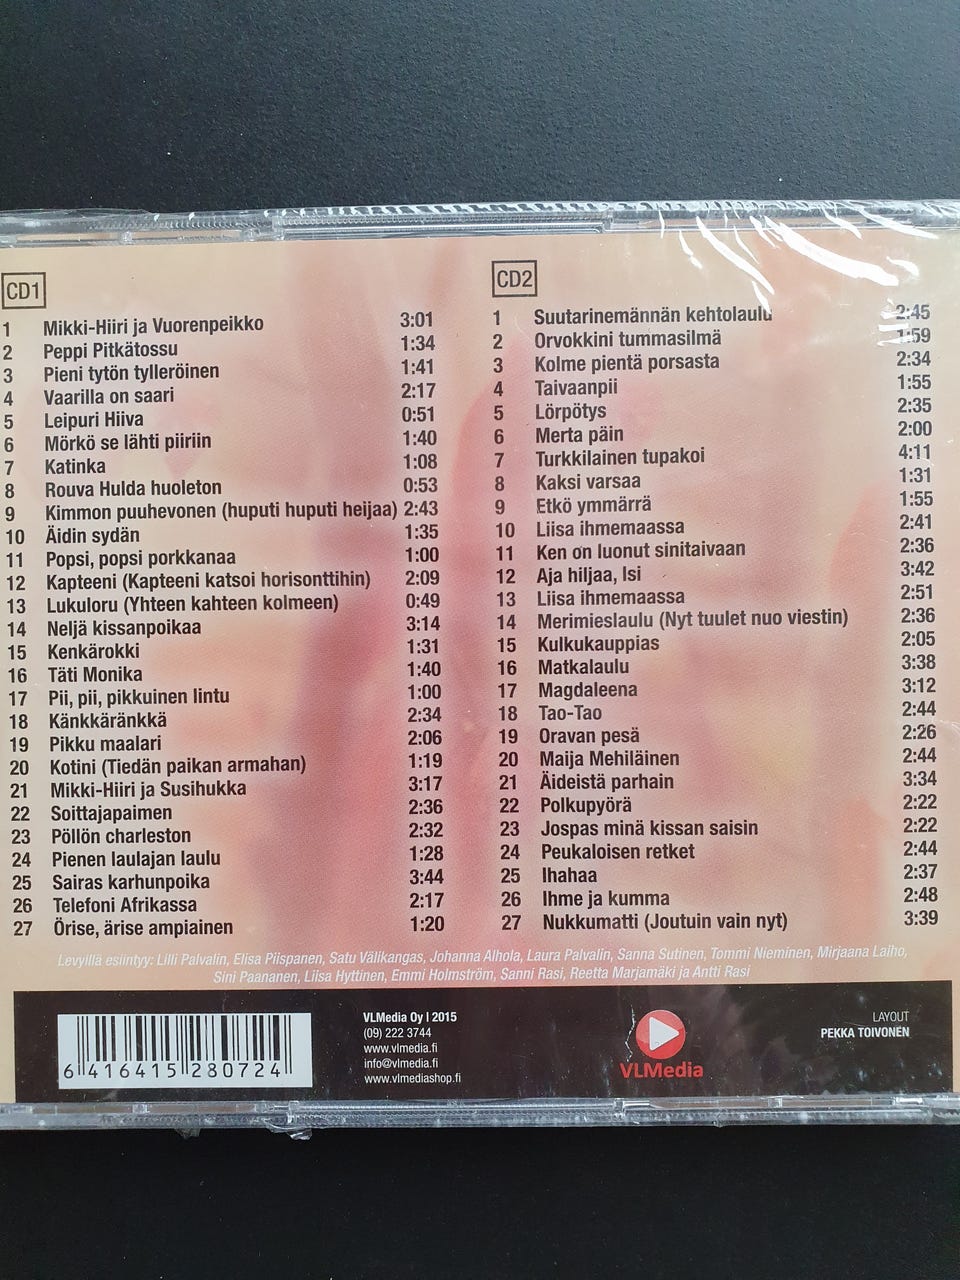 CD1
1 Mikki-Hiiri ja Vuorenpeikko 3:01
2 Peppi Pitkätossu 1:34
3 Pieni tytön tylleröinen 1:41
4 Vaarilla on saari 2:17
5 Leipuri Hiiva 0:51
6 Mörkö se lähti piiriin 1:40
7 Katinka 1:08
8 Rouva Hulda huoleton 0:53
9 Kimmon puuhevonen (huputi huputi heijaa) 2:43
10 Äidin sydän 1:35
11 Popsi, popsi porkkanaa 1:00
12 Kapteeni (Kapteeni katsoi horisonttihin) 2:09
13 Lukuloru (Yhteen kahteen kolmeen) 0:49
14 Neljä kissanpoikaa 3:14
15 Kenkärokki 1:31
16 Täti Monika 1:40
17 Pii, pii, pikkuinen lintu 1:00
18 Känkkäränkkä 2:34
19 Pikku maalari 2:06
20 Kotini (Tiedän paikan armahan) 1:19
21 Mikki-Hiiri ja Susihukka 3:17
22 Soittajapaimen 2:36
23 Pöllön charleston 2:32
24 Pienen laulajan laulu 1:28
25 Sairas karhunpoika 3:44
26 Telefoni Afrikassa 2:17
27 Örise, ärise ampiainen 1:20
CD2
1 Suutarinemännän kehtolaulu 2:45
2 Orvokkini tummasilmä 1:59
3 Kolme pientä porsasta 2:34
4 Taivaanpii 1:55
5 Lörpötys 2:35
6 Merta päin 2:00
7 Turkkilainen tupakoi 4:11
8 Kaksi varsaa 1:31
9 Etkö ymmärrä 1:55
10 Liisa ihmemaassa 2:41
11 Ken on luonut sinitaivaan 2:36
12 Aja hiljaa, Isi 3:42
13 Liisa ihmemaassa 2:51
14 Merimieslaulu (Nyt tuulet nuo viestin) 2:36
15 Kulkukauppias 2:05
16 Matkalaulu 3:38
17 Magdaleena 3:12
18 Tao-Tao 2:44
19 Oravan pesä 2:26
20 Maija Mehiläinen 2:44
21 Äideistä parhain 3:34
22 Polkupyörä 2:22
23 Jospas minä kissan saisin 2:22
24 Peukaloisen retket 2:44
25 Ihahaa 2:37
26 Ihme ja kumma 2:48
27 Nukkumatti (Joutuin vain nyt) 3:39
Levyillä esiintyy: Lilli Palvalin, Elisa Piispanen, Satu Välikangas, Johanna Alhola, Laura Palvalin, Sanna Sutinen, Tommi Nieminen, Mirjaana Laiho,
Sini Paananen, Liisa Hyttinen, Emmi Holmström, Sanni Rasi, Reetta Marjamäki ja Antti Rasi
6 416415 280724
VLMedia Oy | 2015
(09) 222 3744
www.vlmedia.fi
info@vlmedia.fi
www.vlmediashop.fi
VLMedia
LAYOUT
PEKKA TOIVONEN